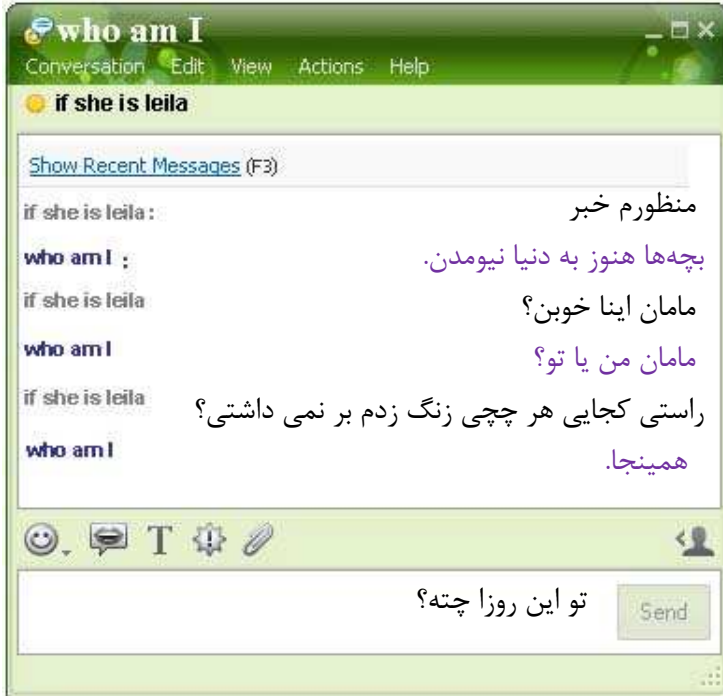 who am I
Conversation Edit View Actions Help
if she is leila
Show Recent Messages (F3)
if she is leila : منظورم خبر
who am I : بچه‌ها هنوز به دنیا نیومدن.
if she is leila مامان اینا خوبن؟
who am I مامان من یا تو؟
if she is leila راستی کجایی هر چچی زنگ زدم بر نمی داشتی؟
who am I همینجا.
T
تو این روزا چته؟ Send